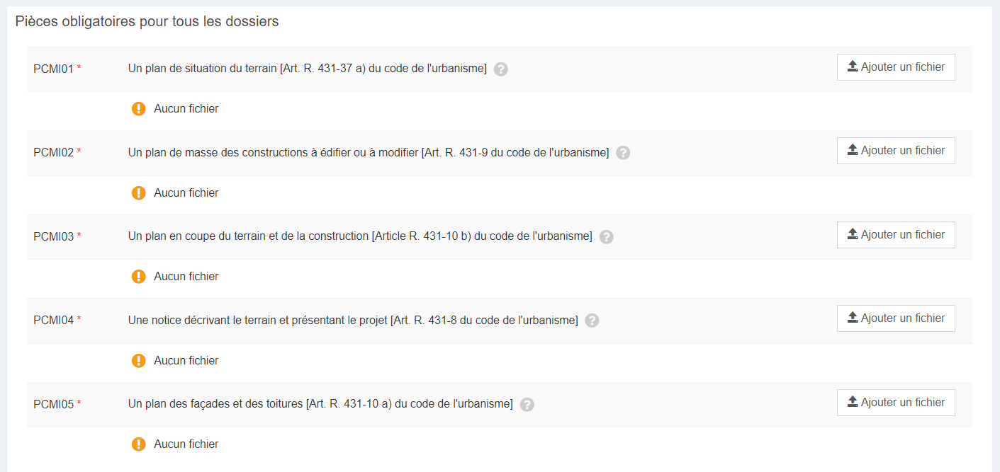 Pièces obligatoires pour tous les dossiers
PCMI01 * Un plan de situation du terrain [Art. R. 431-37 a) du code de l'urbanisme] ? Ajouter un fichier
! Aucun fichier
PCMI02 * Un plan de masse des constructions à édifier ou à modifier [Art. R. 431-9 du code de l'urbanisme] ? Ajouter un fichier
! Aucun fichier
PCMI03 * Un plan en coupe du terrain et de la construction [Article R. 431-10 b) du code de l'urbanisme] ? Ajouter un fichier
! Aucun fichier
PCMI04 * Une notice décrivant le terrain et présentant le projet [Art. R. 431-8 du code de l'urbanisme] ? Ajouter un fichier
! Aucun fichier
PCMI05 * Un plan des façades et des toitures [Art. R. 431-10 a) du code de l'urbanisme] ? Ajouter un fichier
! Aucun fichier